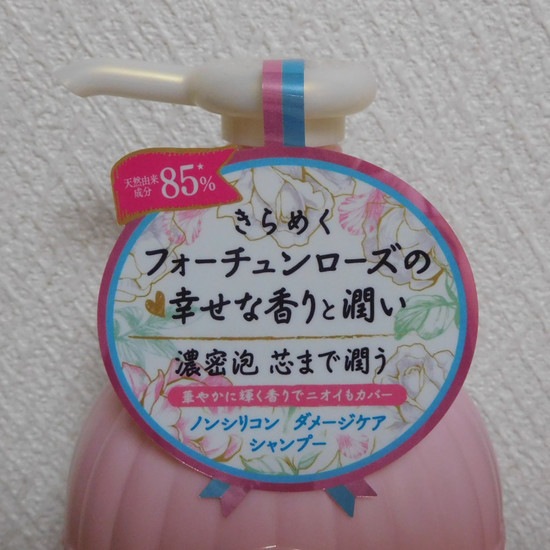 天然由来
成分
85%*
きらめく
フォーチュンローズの
幸せな香りと潤い
濃密泡 芯まで潤う
華やかに輝く香りでニオイもカバー
ノンシリコン ダメージケア
シャンプー